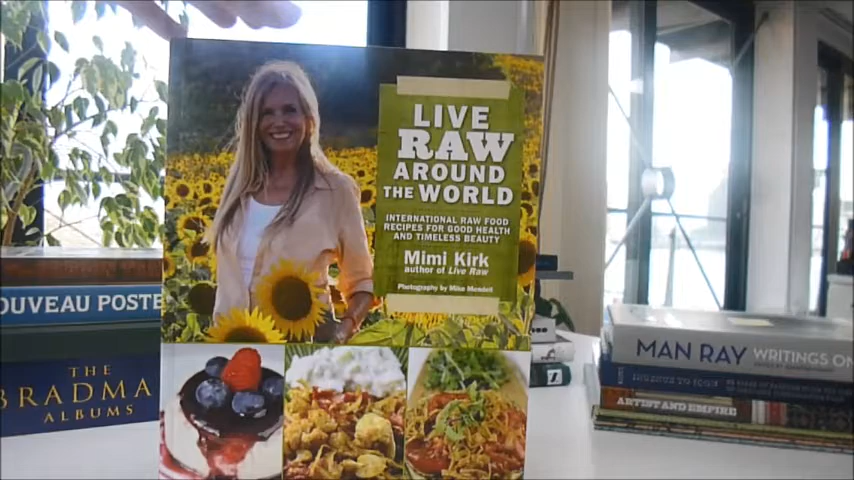 LIVE
RAW
AROUND
THE WORLD
INTERNATIONAL RAW FOOD
RECIPES FOR GOOD HEALTH
AND TIMELESS BEAUTY
Mimi Kirk
author of Live Raw
Photography by Mike Mendell
OUVEAU POSTE
THE
BRADMA
ALBUMS
MAN RAY WRITINGS ON
ARTIST AND EMPIRE